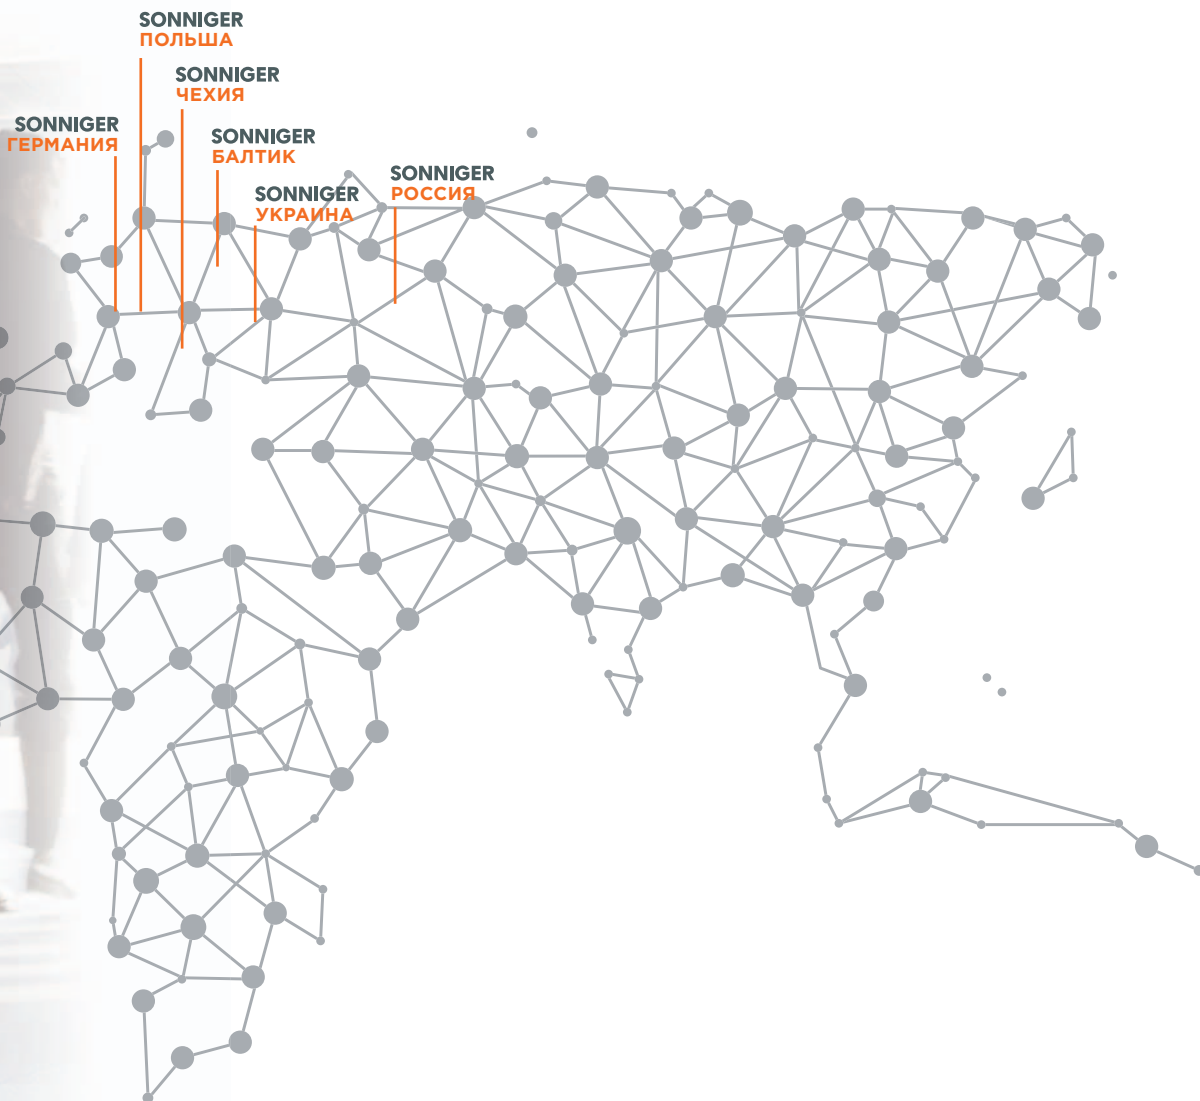 SONNIGER
ПОЛЬША
SONNIGER
ЧЕХИЯ
SONNIGER
ГЕРМАНИЯ
SONNIGER
БАЛТИК
SONNIGER
УКРАИНА
SONNIGER
РОССИЯ